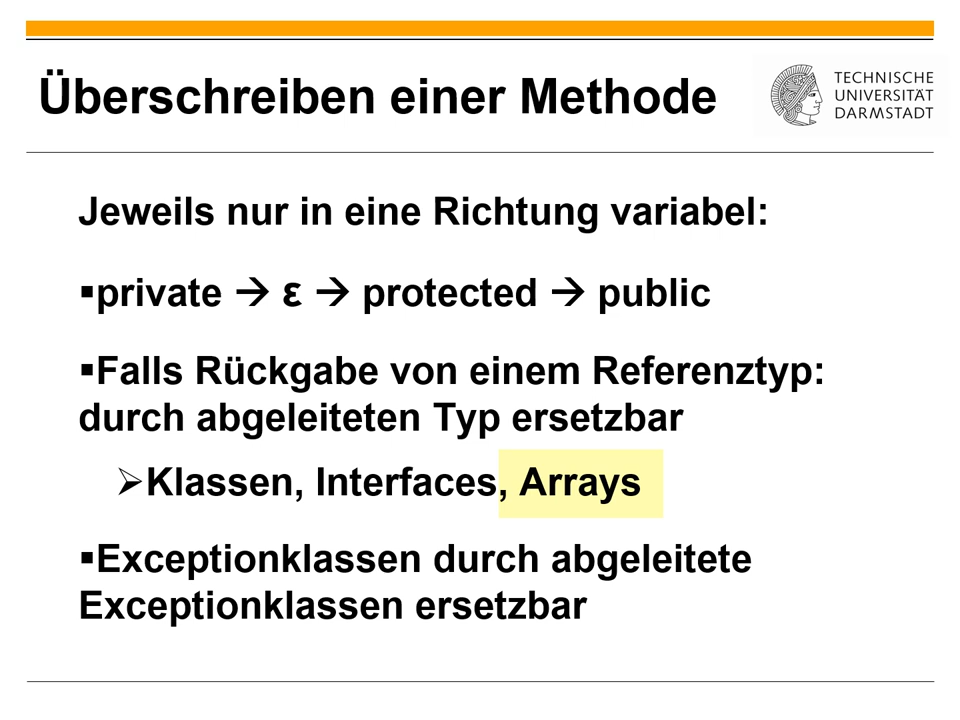 Überschreiben einer Methode
TECHNISCHE
UNIVERSITÄT
DARMSTADT
Jeweils nur in eine Richtung variabel:
▪private → ε → protected → public
▪Falls Rückgabe von einem Referenztyp:
durch abgeleiteten Typ ersetzbar
➢Klassen, Interfaces, Arrays
▪Exceptionklassen durch abgeleitete
Exceptionklassen ersetzbar